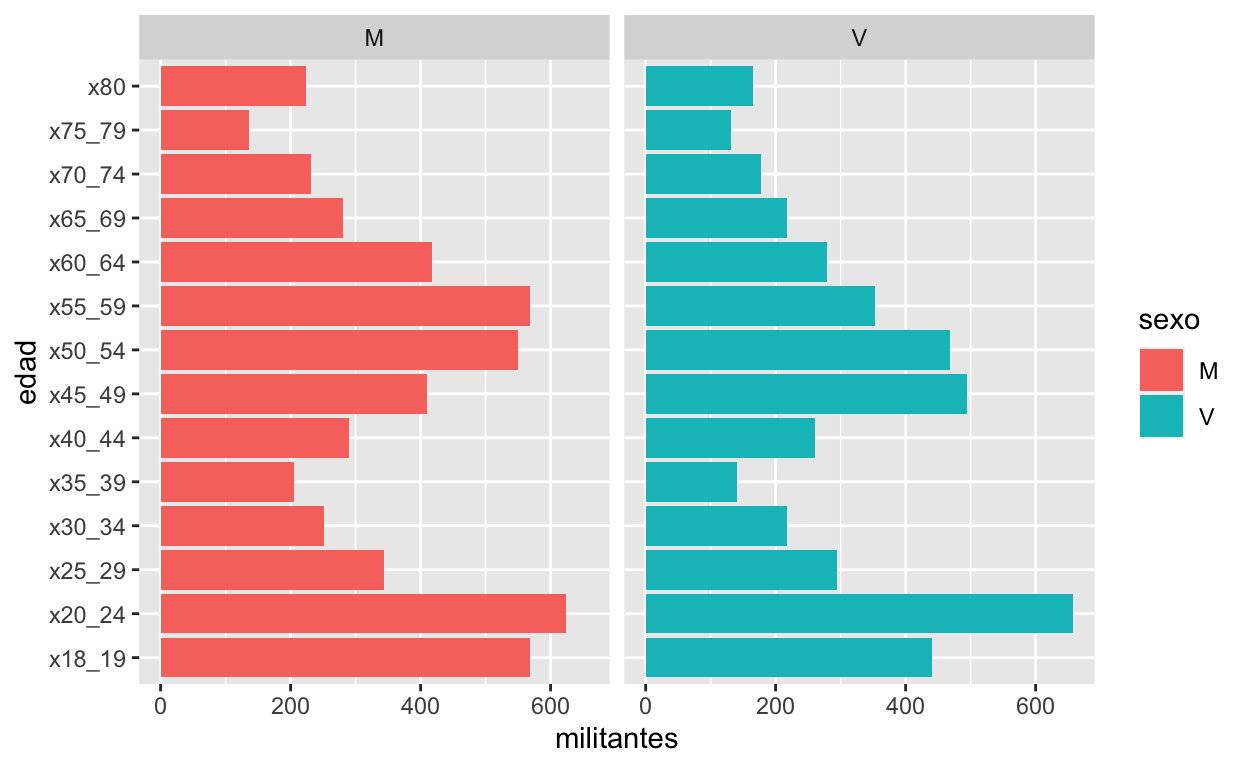 M
V
x80
x75_79
x70_74
x65_69
x60_64
x55_59
x50_54
x45_49
x40_44
x35_39
x30_34
x25_29
x20_24
x18_19
edad
0 200 400 600
0 200 400 600
militantes
sexo
M
V